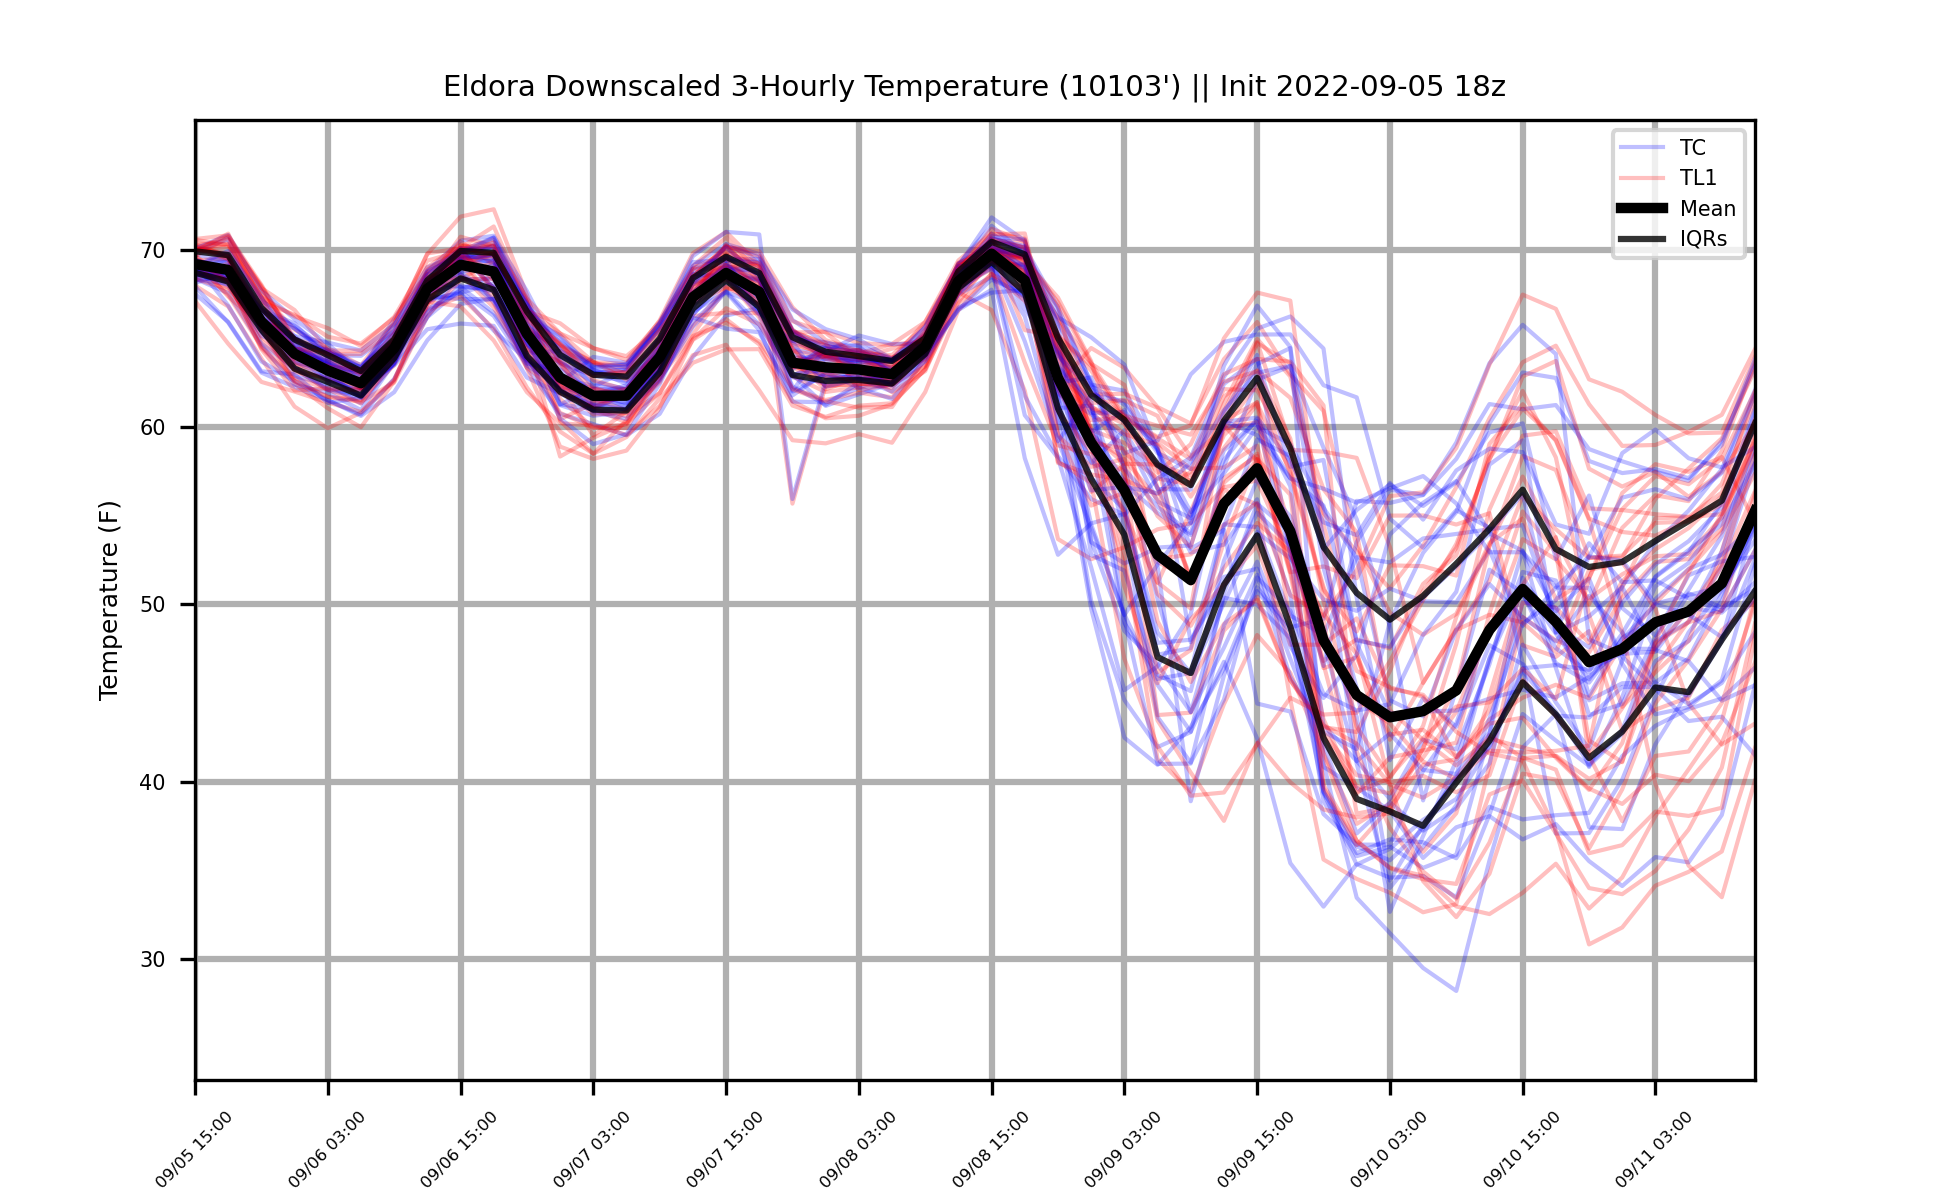 Eldora Downscaled 3-Hourly Temperature (10103') || Init 2022-09-05 18z
TC
TL1
Mean
IQRs
Temperature (F)
70
60
50
40
30
09/05 15:00
09/06 03:00
09/06 15:00
09/07 03:00
09/07 15:00
09/08 03:00
09/08 15:00
09/09 03:00
09/09 15:00
09/10 03:00
09/10 15:00
09/11 03:00